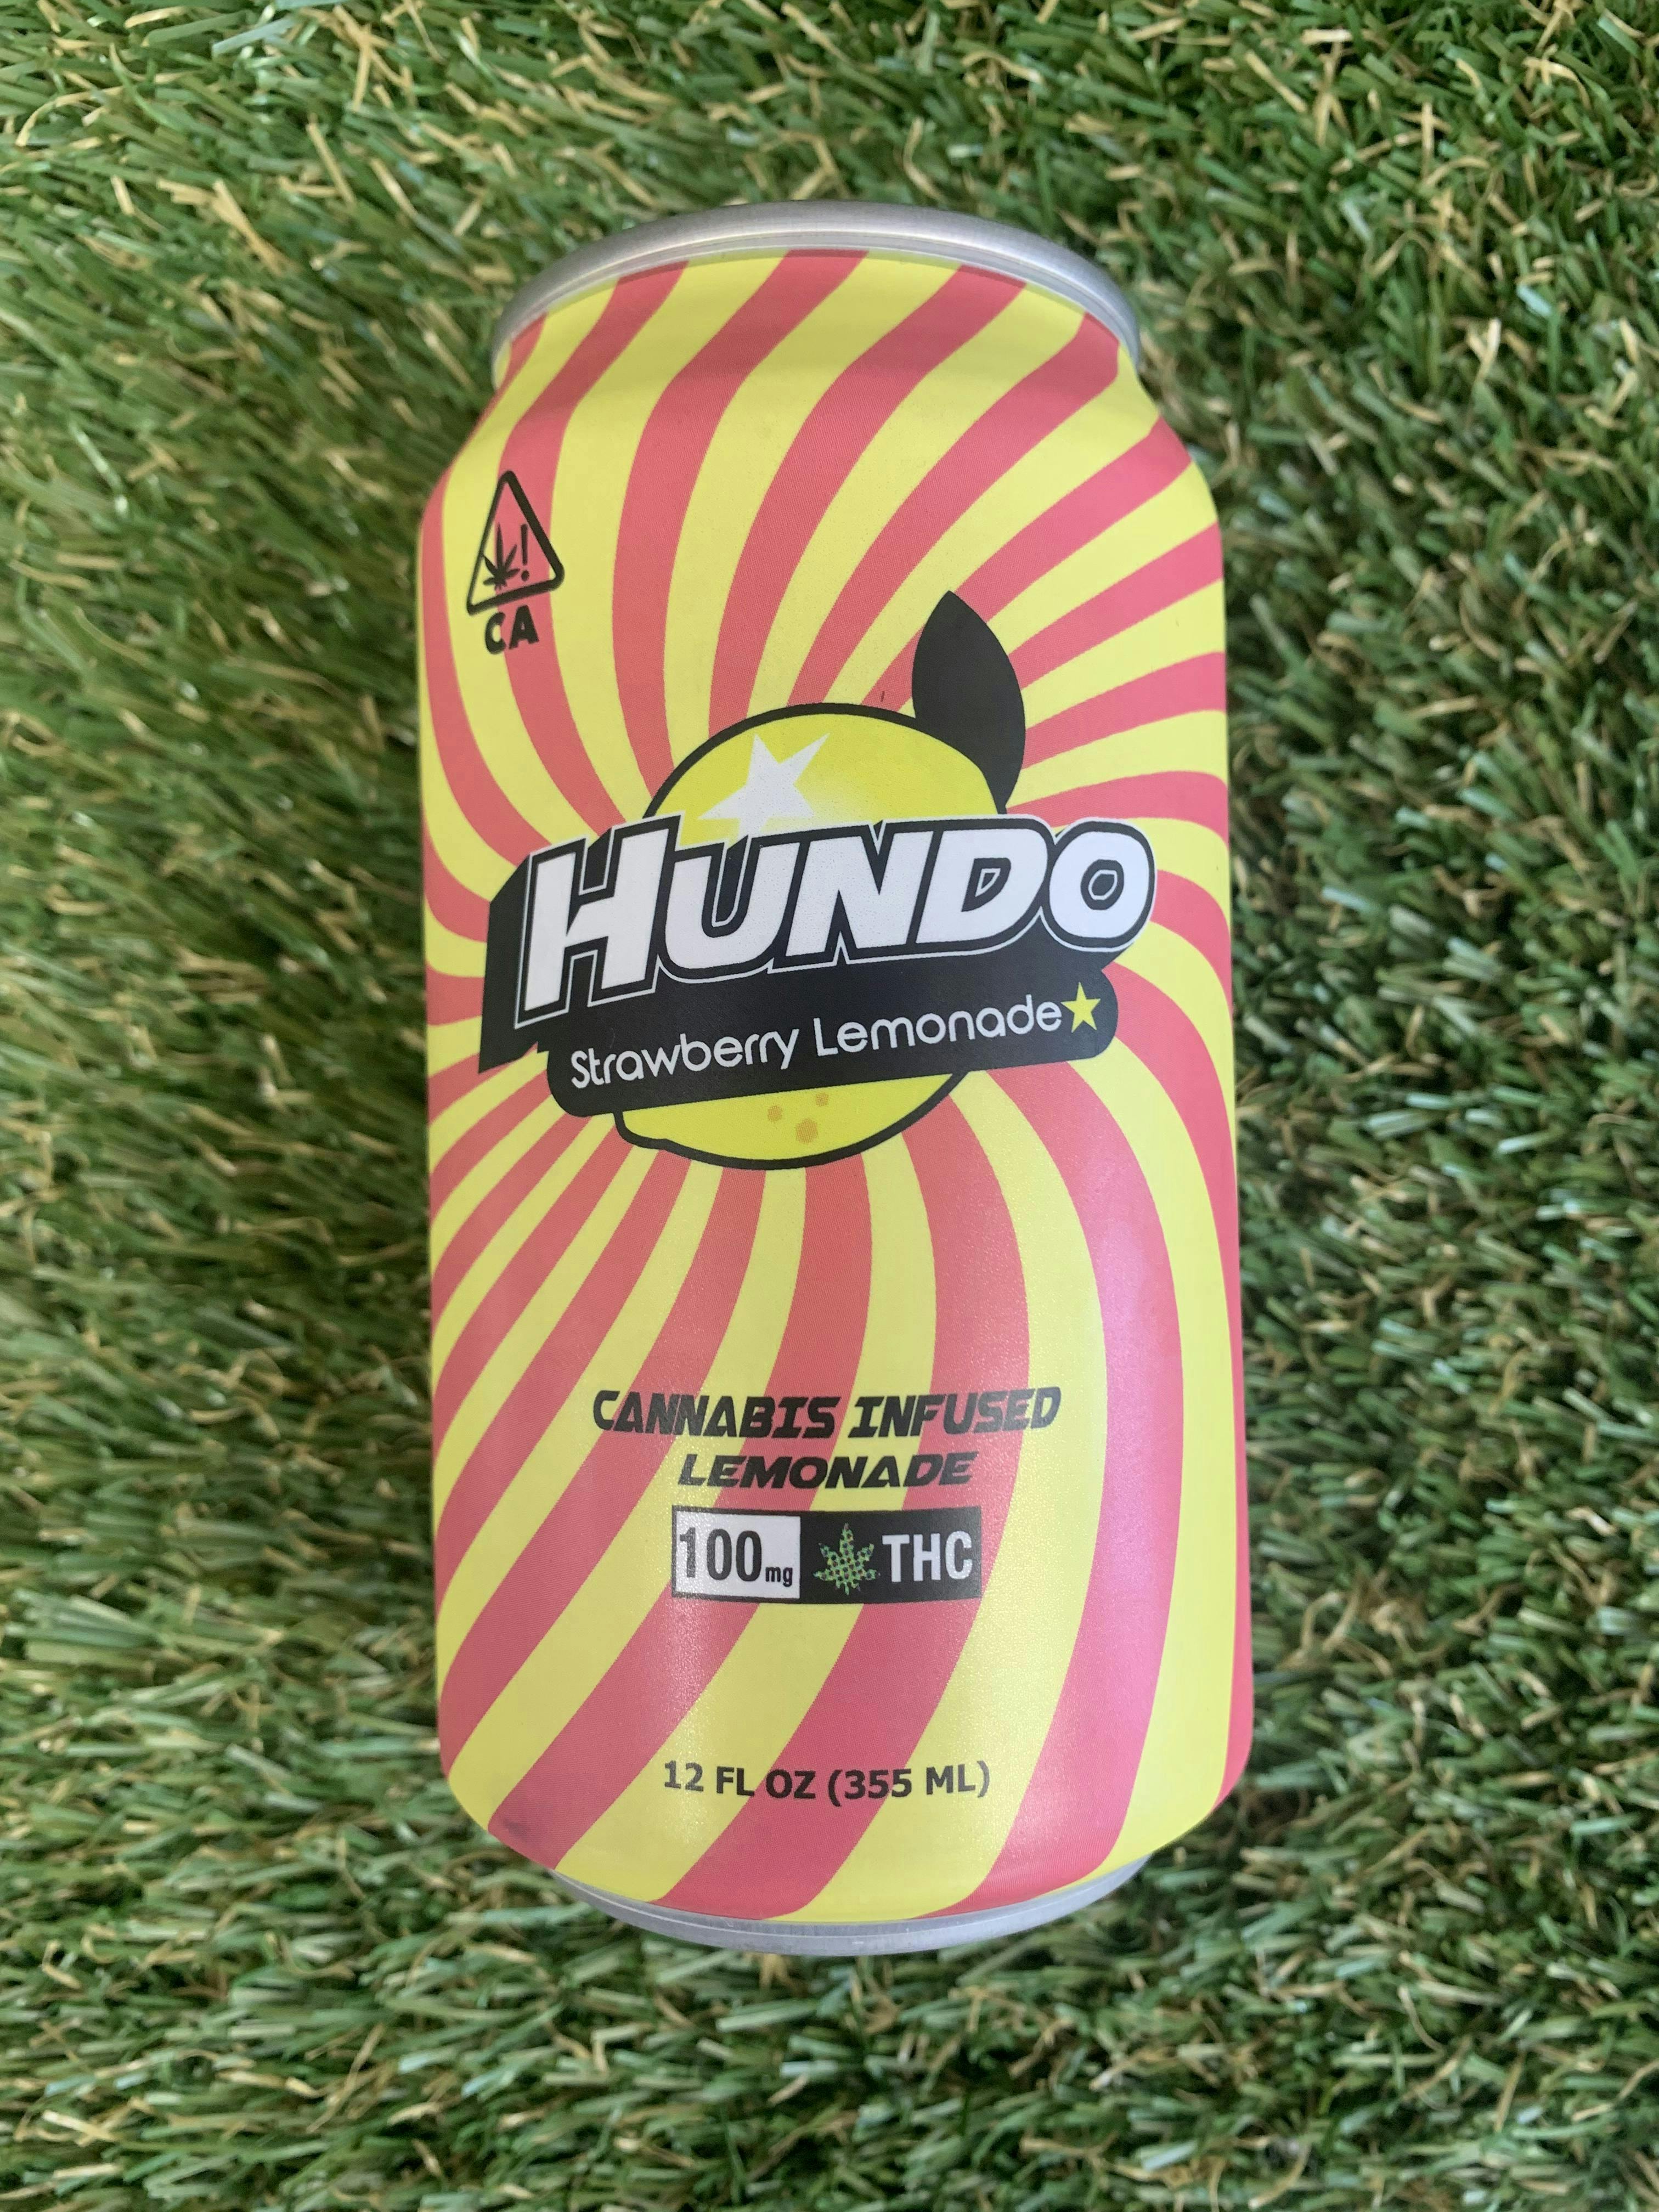 CA
HUNDO
Strawberry Lemonade
CANNABIS INFUSED
LEMONADE
100mg THC
12 FL OZ (355 ML)